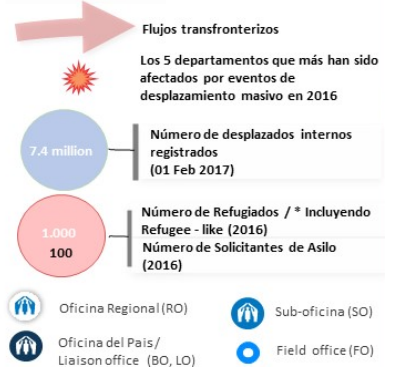 Flujos transfronterizos
Los 5 departamentos que más han sido
afectados por eventos de
desplazamiento masivo en 2016
7.4 million
Número de desplazados internos
registrados
(01 Feb 2017)
1.000
100
Número de Refugiados / * Incluyendo
Refugee - like (2016)
Número de Solicitantes de Asilo
(2016)
Oficina Regional (RO)
Sub-oficina (SO)
Oficina del Pais /
Liaison office (BO, LO)
Field office (FO)